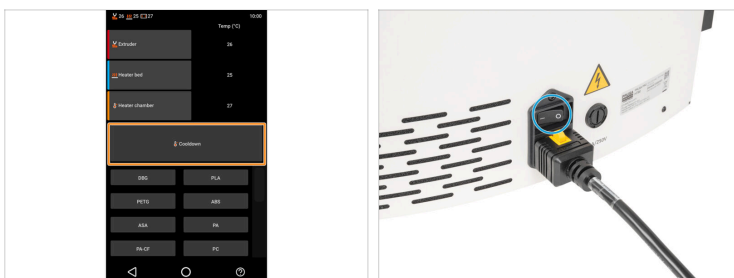 26 25 27
10:00
Temp (°C)
Extruder 26
Heater bed 25
Heater chamber 27
Cooldown
DBG PLA
PETG ABS
ASA PA
PA-CF PC